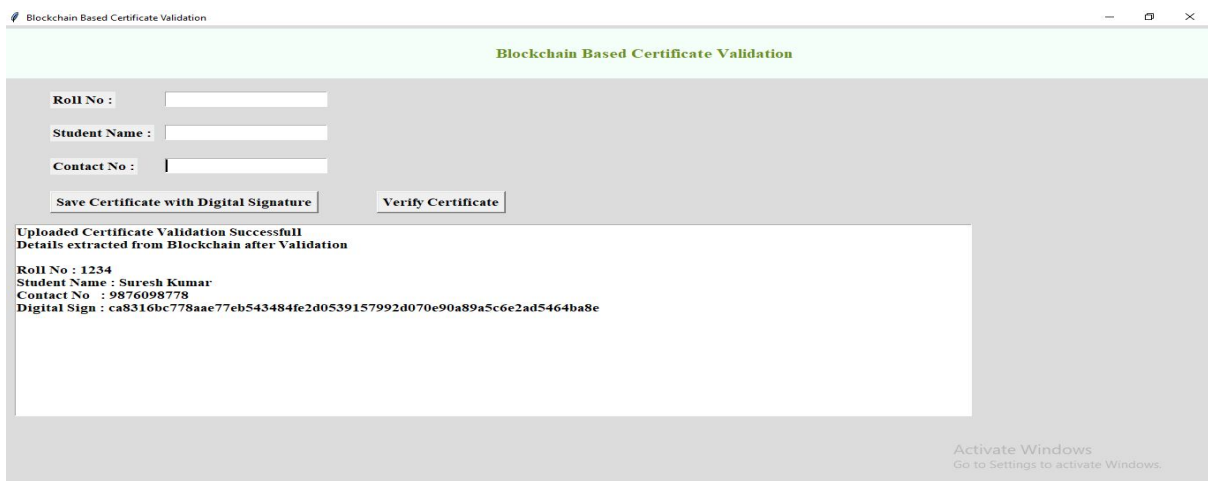 Blockchain Based Certificate Validation
Blockchain Based Certificate Validation
Roll No :
Student Name :
Contact No :
Save Certificate with Digital Signature Verify Certificate
Uploaded Certificate Validation Successfull
Details extracted from Blockchain after Validation
Roll No : 1234
Student Name : Suresh Kumar
Contact No : 9876098778
Digital Sign : ca8316bc778aae77eb543484fe2d0539157992d070e90a89a5c6e2ad5464ba8e
Activate Windows
Go to Settings to activate Windows.